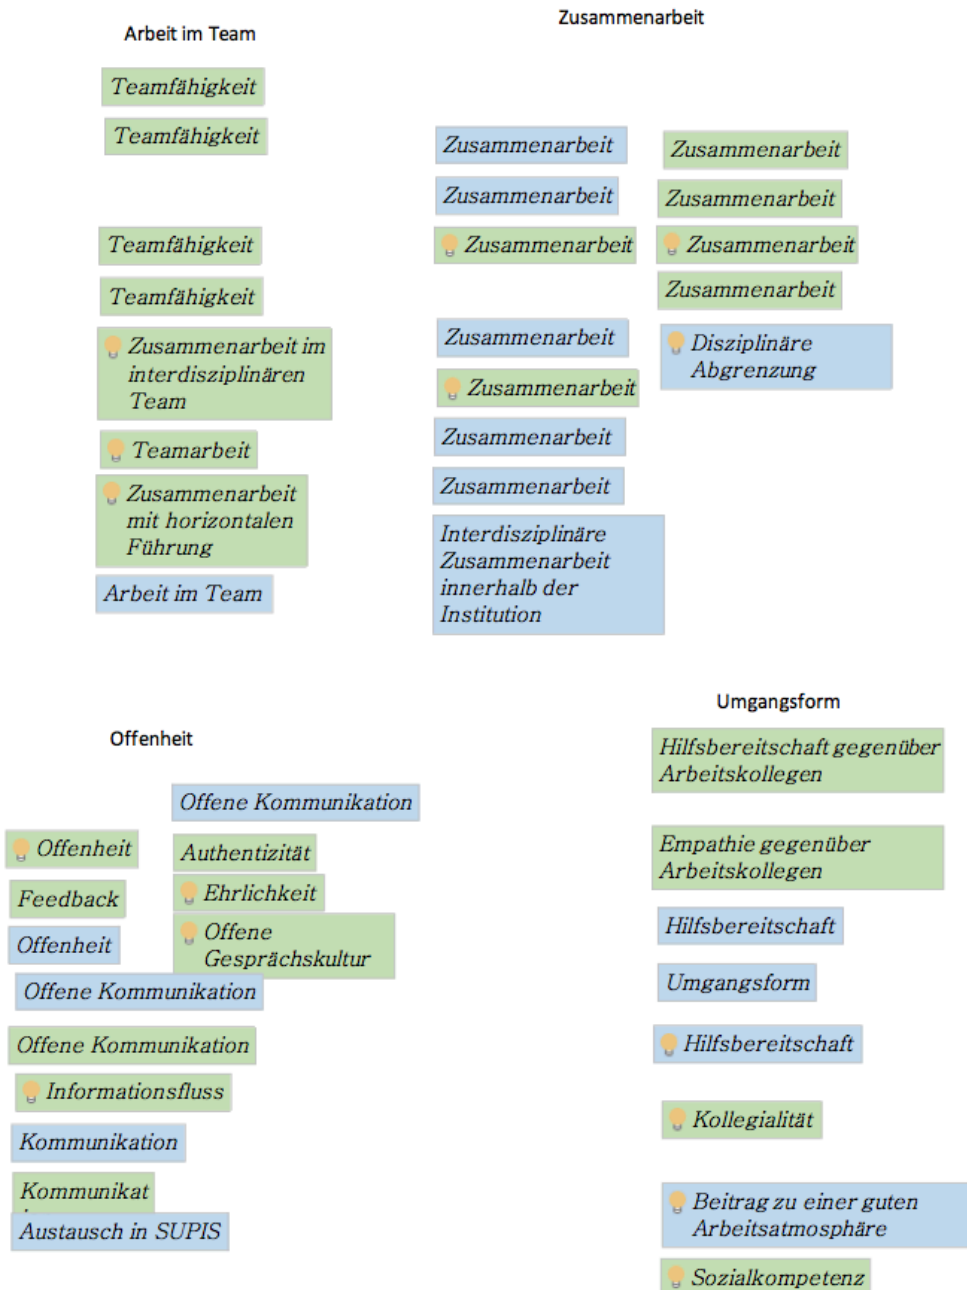 Arbeit im Team
Teamfähigkeit
Teamfähigkeit
Teamfähigkeit
Teamfähigkeit
Zusammenarbeit im
interdisziplinären
Team
Teamarbeit
Zusammenarbeit
mit horizontalen
Führung
Arbeit im Team
Zusammenarbeit
Zusammenarbeit
Zusammenarbeit
Zusammenarbeit
Zusammenarbeit
Zusammenarbeit
Zusammenarbeit
Zusammenarbeit
Interdisziplinäre
Zusammenarbeit
innerhalb der
Institution
Zusammenarbeit
Zusammenarbeit
Zusammenarbeit
Zusammenarbeit
Disziplinäre
Abgrenzung
Offenheit
Offenheit
Feedback
Offenheit
Offene Kommunikation
Authentizität
Ehrlichkeit
Offene
Gesprächskultur
Offene Kommunikation
Offene Kommunikation
Informationsfluss
Kommunikation
Kommunikat
Austausch in SUPIS
Umgangsform
Hilfsbereitschaft gegenüber
Arbeitskollegen
Empathie gegenüber
Arbeitskollegen
Hilfsbereitschaft
Umgangsform
Hilfsbereitschaft
Kollegialität
Beitrag zu einer guten
Arbeitsatmosphäre
Sozialkompetenz